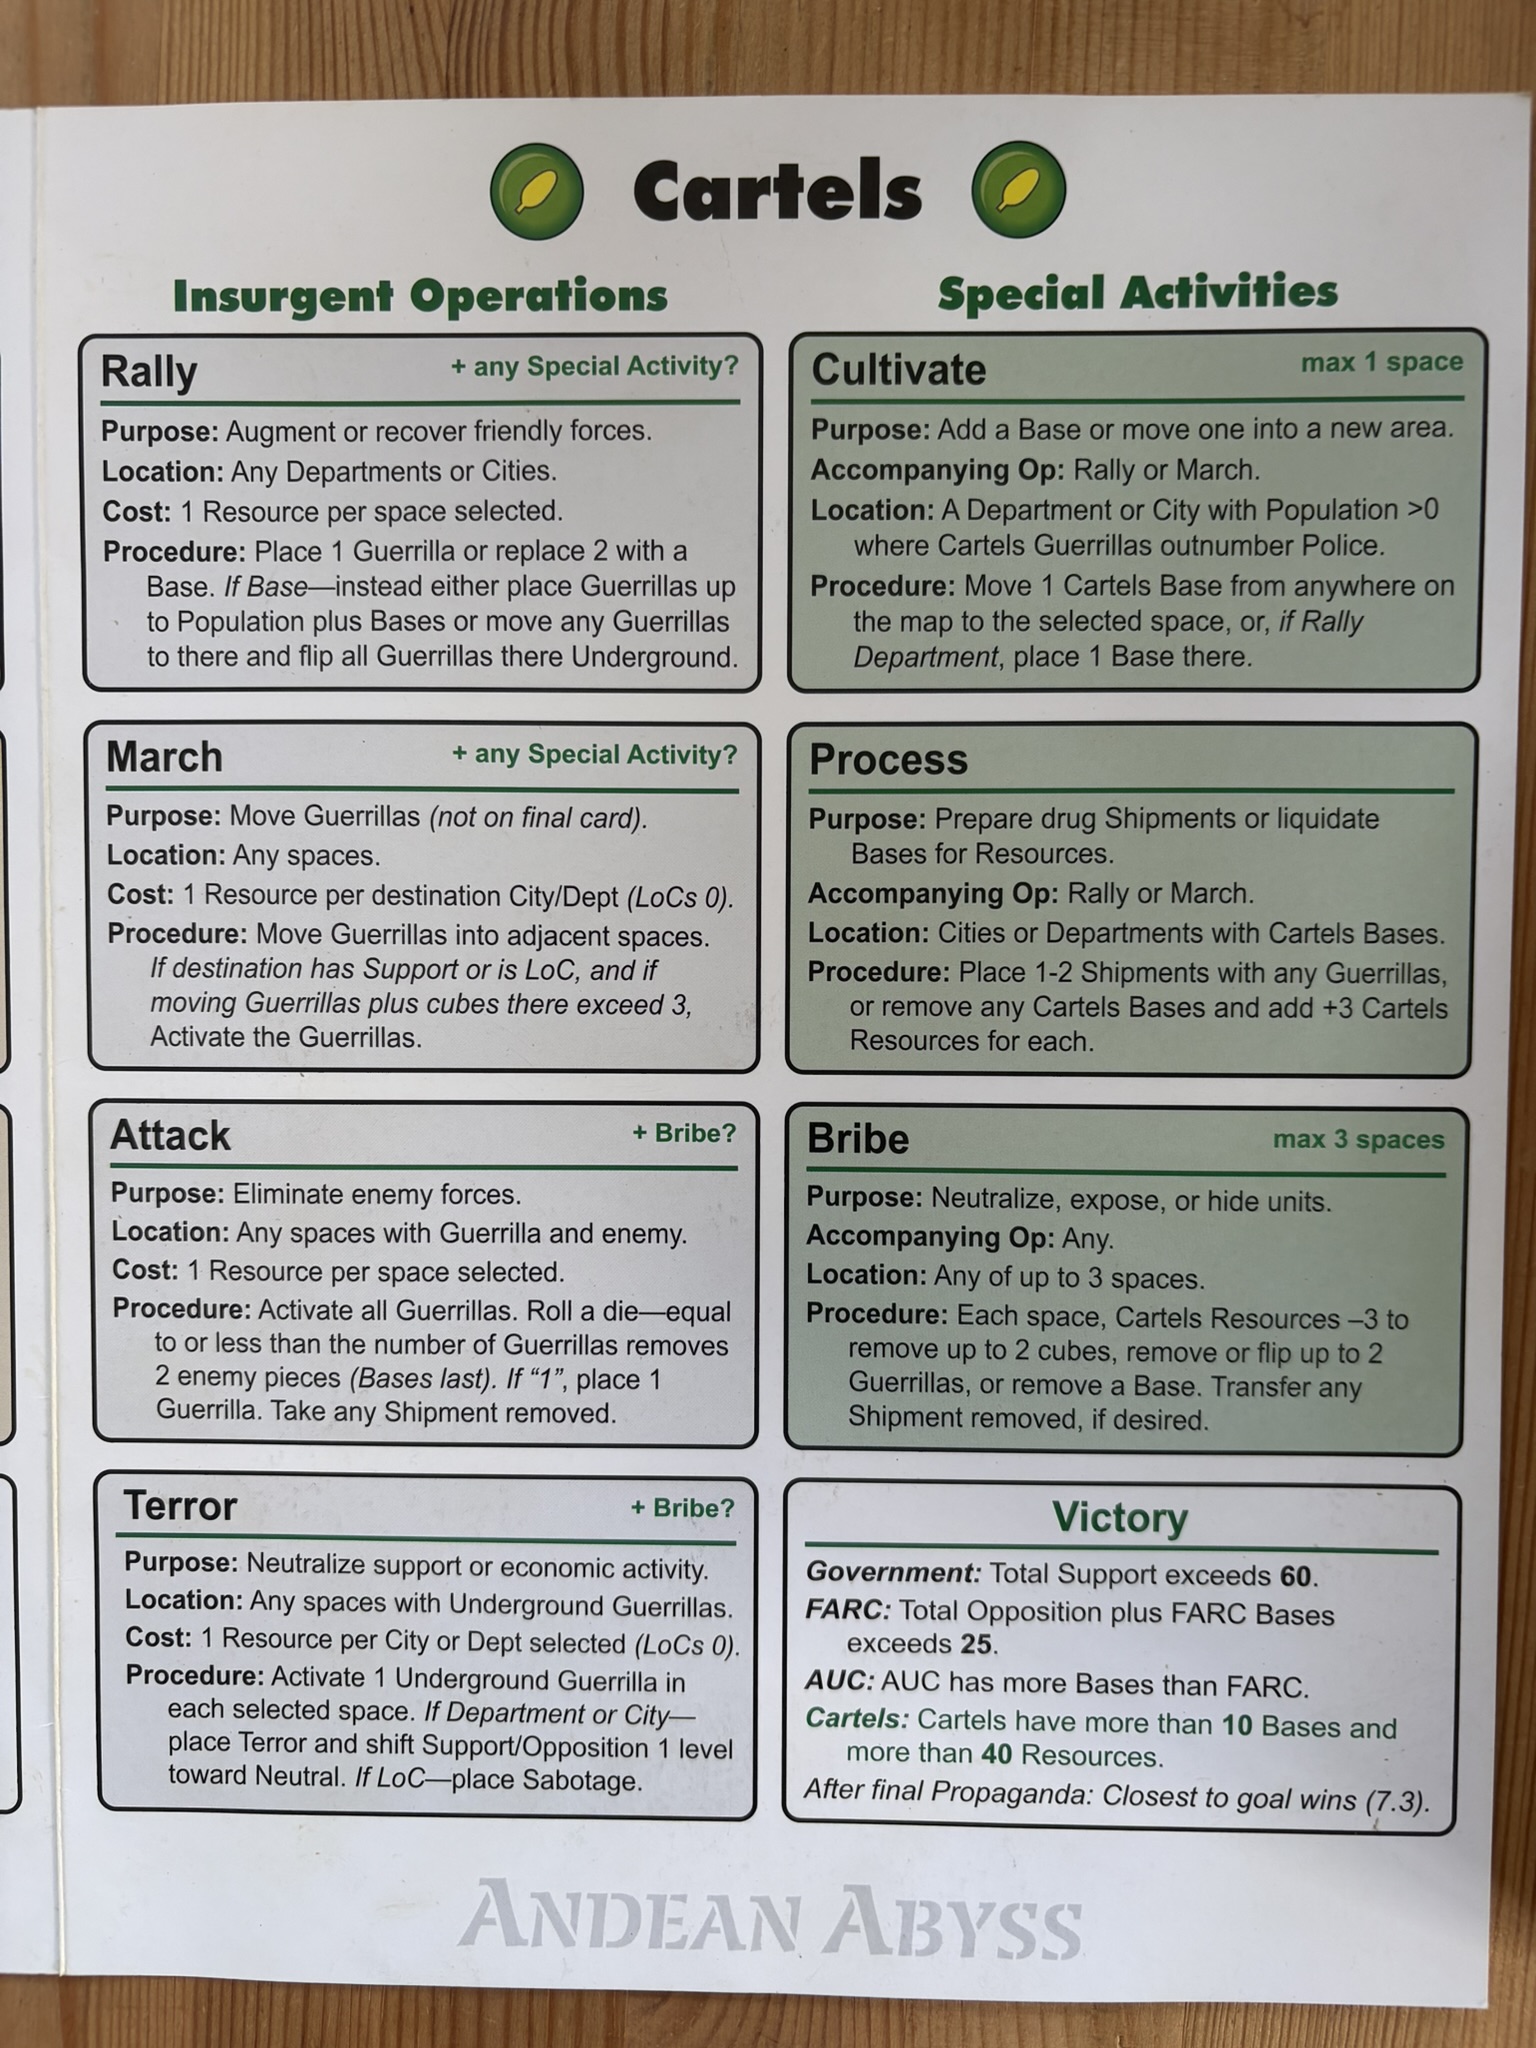 Cartels
Insurgent Operations
Rally + any Special Activity?
Purpose: Augment or recover friendly forces.
Location: Any Departments or Cities.
Cost: 1 Resource per space selected.
Procedure: Place 1 Guerrilla or replace 2 with a
Base. If Base—instead either place Guerrillas up
to Population plus Bases or move any Guerrillas
to there and flip all Guerrillas there Underground.
March + any Special Activity?
Purpose: Move Guerrillas (not on final card).
Location: Any spaces.
Cost: 1 Resource per destination City/Dept (LoCs 0).
Procedure: Move Guerrillas into adjacent spaces.
If destination has Support or is LoC, and if
moving Guerrillas plus cubes there exceed 3,
Activate the Guerrillas.
Attack + Bribe?
Purpose: Eliminate enemy forces.
Location: Any spaces with Guerrilla and enemy.
Cost: 1 Resource per space selected.
Procedure: Activate all Guerrillas. Roll a die—equal
to or less than the number of Guerrillas removes
2 enemy pieces (Bases last). If “1”, place 1
Guerrilla. Take any Shipment removed.
Terror + Bribe?
Purpose: Neutralize support or economic activity.
Location: Any spaces with Underground Guerrillas.
Cost: 1 Resource per City or Dept selected (LoCs 0).
Procedure: Activate 1 Underground Guerrilla in
each selected space. If Department or City—
place Terror and shift Support/Opposition 1 level
toward Neutral. If LoC—place Sabotage.
Special Activities
Cultivate max 1 space
Purpose: Add a Base or move one into a new area.
Accompanying Op: Rally or March.
Location: A Department or City with Population >0
where Cartels Guerrillas outnumber Police.
Procedure: Move 1 Cartels Base from anywhere on
the map to the selected space, or, if Rally
Department, place 1 Base there.
Process
Purpose: Prepare drug Shipments or liquidate
Bases for Resources.
Accompanying Op: Rally or March.
Location: Cities or Departments with Cartels Bases.
Procedure: Place 1-2 Shipments with any Guerrillas,
or remove any Cartels Bases and add +3 Cartels
Resources for each.
Bribe max 3 spaces
Purpose: Neutralize, expose, or hide units.
Accompanying Op: Any.
Location: Any of up to 3 spaces.
Procedure: Each space, Cartels Resources –3 to
remove up to 2 cubes, remove or flip up to 2
Guerrillas, or remove a Base. Transfer any
Shipment removed, if desired.
Victory
Government: Total Support exceeds 60.
FARC: Total Opposition plus FARC Bases
exceeds 25.
AUC: AUC has more Bases than FARC.
Cartels: Cartels have more than 10 Bases and
more than 40 Resources.
After final Propaganda: Closest to goal wins (7.3).
ANDEAN ABYSS